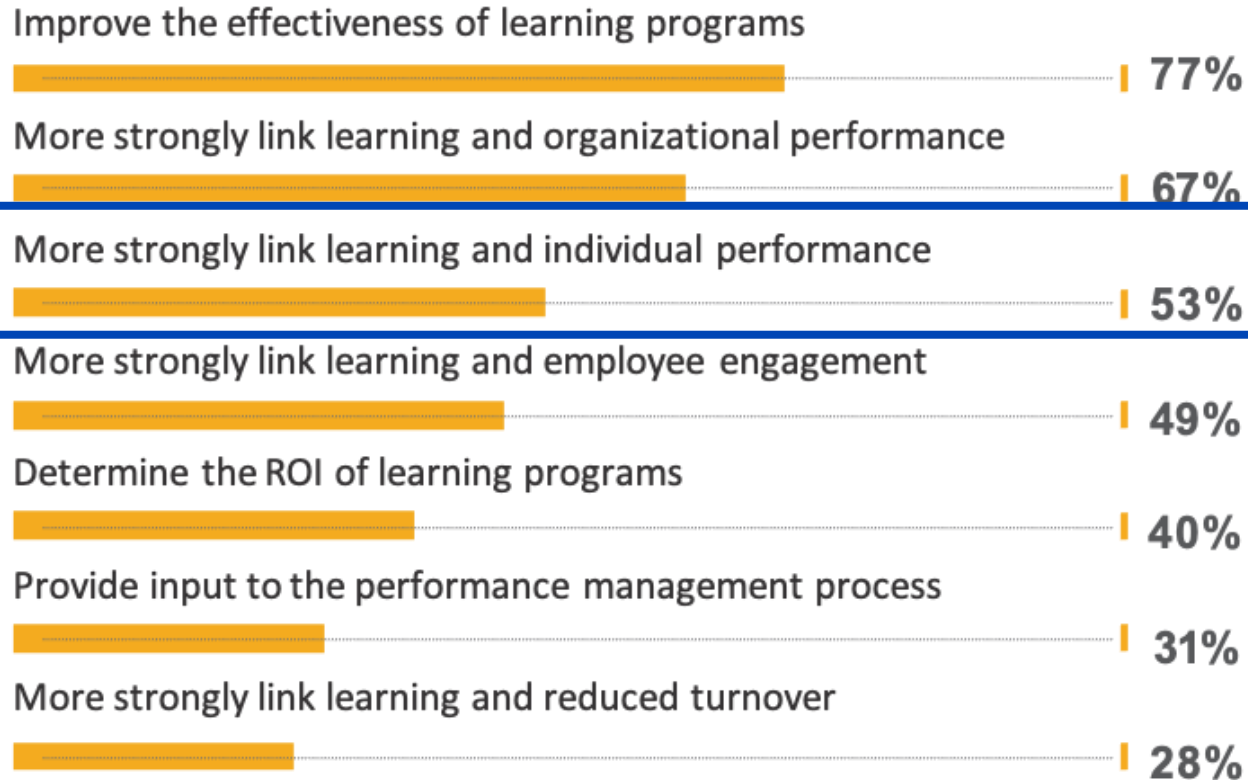 Improve the effectiveness of learning programs
77%
More strongly link learning and organizational performance
67%
More strongly link learning and individual performance
53%
More strongly link learning and employee engagement
49%
Determine the ROI of learning programs
40%
Provide input to the performance management process
31%
More strongly link learning and reduced turnover
28%